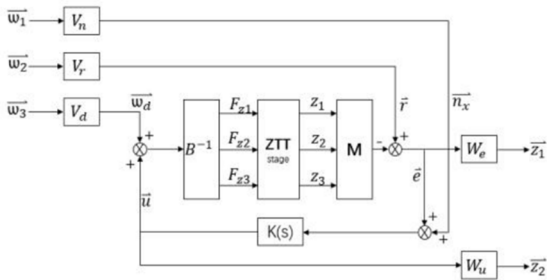 w1 Vn
w2 Vr
w3 Vd wd
r nx
+ + B⁻¹ Fz1 Fz2 Fz3 ZTT stage z1 z2 z3 M - + We z1
u e
K(s) + +
Wu z2